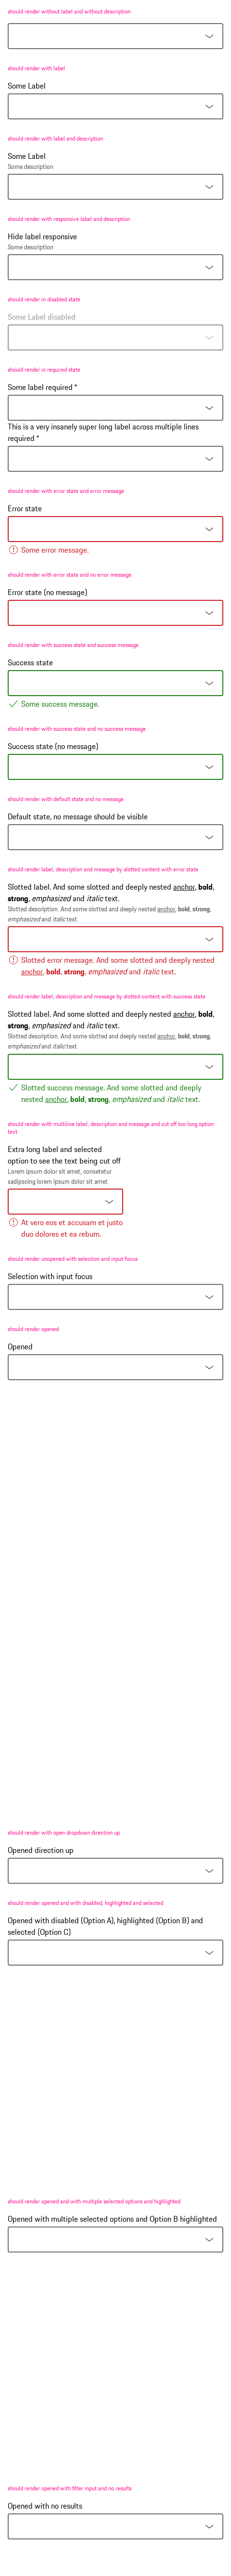 should render without label and without description
should render with label
Some Label
should render with label and description
Some Label
Some description
should render with responsive label and description
Hide label responsive
Some description
should render in disabled state
Some Label disabled
should render in required state
Some label required *
This is a very insanely super long label across multiple lines
required *
should render with error state and error message
Error state
Some error message.
should render with error state and no error message
Error state (no message)
should render with success state and success message
Success state
Some success message.
should render with success state and no success message
Success state (no message)
should render with default state and no message
Default state, no message should be visible
should render label, description and message by slotted content with error state
Slotted label. And some slotted and deeply nested anchor, bold,
strong, emphasized and italic text.
Slotted description. And some slotted and deeply nested anchor, bold, strong,
emphasized and italic text.
Slotted error message. And some slotted and deeply nested
anchor, bold, strong, emphasized and italic text.
should render label, description and message by slotted content with success state
Slotted label. And some slotted and deeply nested anchor, bold,
strong, emphasized and italic text.
Slotted description. And some slotted and deeply nested anchor, bold, strong,
emphasized and italic text.
Slotted success message. And some slotted and deeply
nested anchor, bold, strong, emphasized and italic text.
should render with multiline label, description and message and cut off too long option
text
Extra long label and selected
option to see the text being cut off
Lorem ipsum dolor sit amet, consetetur
sadipscing lorem ipsum dolor sit amet
At vero eos et accusam et justo
duo dolores et ea rebum.
should render unopened with selection and input focus
Selection with input focus
should render opened
Opened
should render with open dropdown direction up
Opened direction up
should render opened and with disabled, highlighted and selected
Opened with disabled (Option A), highlighted (Option B) and
selected (Option C)
should render opened and with multiple selected options and highlighted
Opened with multiple selected options and Option B highlighted
should render opened with filter input and no results
Opened with no results